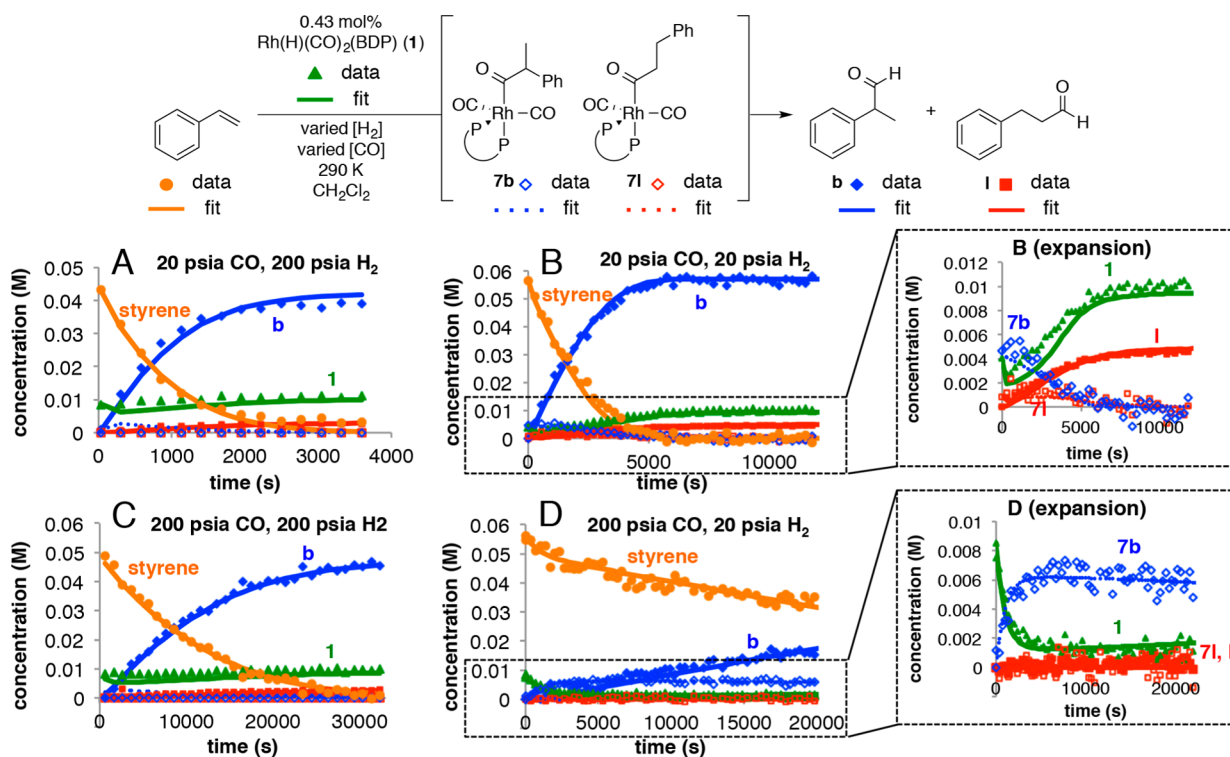 0.43 mol%
Rh(H)(CO)2(BDP) (1)
data
fit
varied [H2]
varied [CO]
290 K
CH2Cl2
data
fit
O
Ph
OC
Rh
CO
P
P
7b
data
fit
Ph
O
OC
Rh
CO
P
P
7l
data
fit
O
H
b
data
fit
+
O
H
l
data
fit
A
20 psia CO, 200 psia H2
concentration (M)
0.05
0.04
0.03
0.02
0.01
0
styrene
b
1
0
1000
2000
3000
4000
time (s)
B
20 psia CO, 20 psia H2
concentration (M)
0.06
0.05
0.04
0.03
0.02
0.01
0
styrene
b
0
5000
10000
time (s)
B (expansion)
concentration (M)
0.012
0.01
0.008
0.006
0.004
0.002
0
7b
1
l
7l
0
5000
10000
time (s)
C
200 psia CO, 200 psia H2
concentration (M)
0.06
0.05
0.04
0.03
0.02
0.01
0
styrene
b
1
0
10000
20000
30000
time (s)
D
200 psia CO, 20 psia H2
concentration (M)
0.06
0.05
0.04
0.03
0.02
0.01
0
styrene
b
0
5000
10000
15000
20000
time (s)
D (expansion)
concentration (M)
0.01
0.008
0.006
0.004
0.002
0
7b
1
7l,
0
10000
20000
time (s)